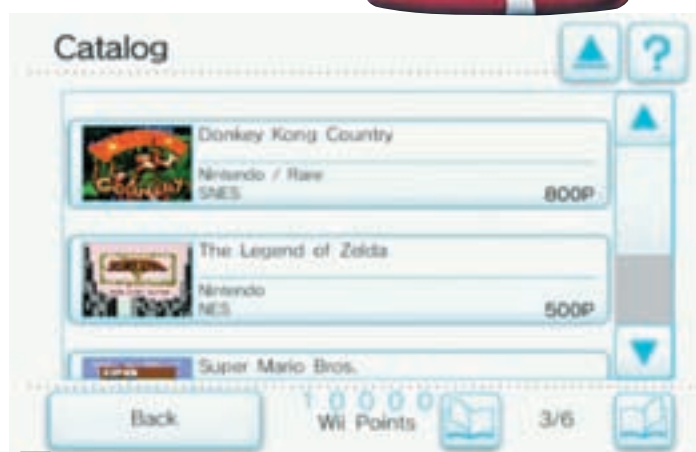 Catalog
?
Donkey Kong Country
Nintendo / Rare
SNES
800P
The Legend of Zelda
Nintendo
NES
500P
Super Mario Bros.
Back
10000
Wii Points
3/6